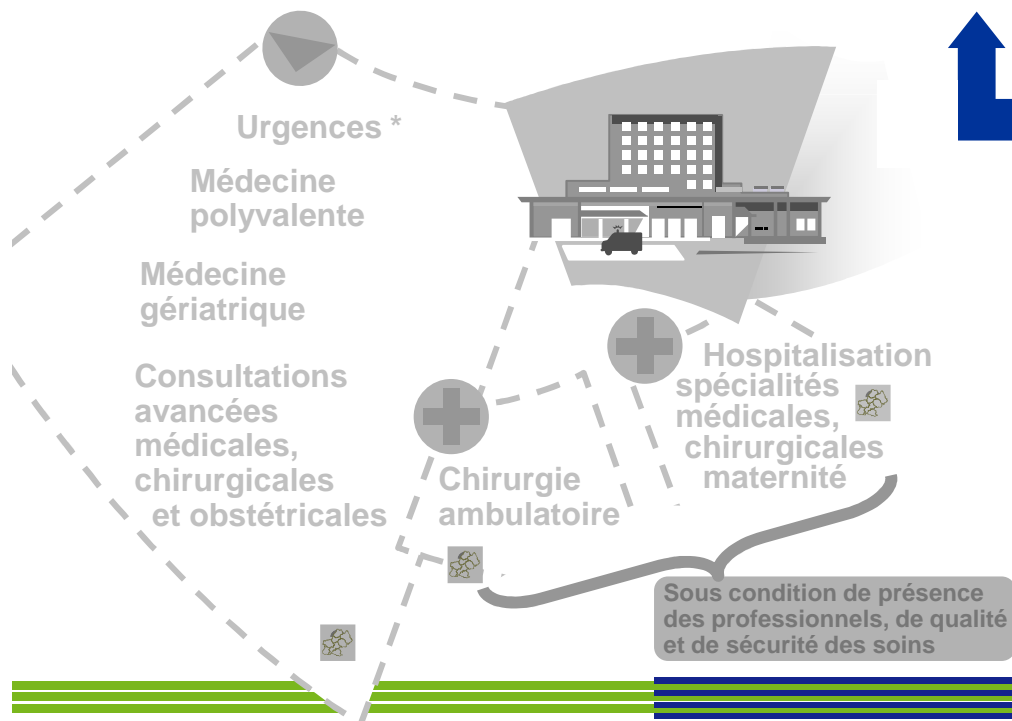 Urgences *
Médecine
polyvalente
Médecine
gériatrique
Consultations
avancées
médicales,
chirurgicales
et obstétricales
Chirurgie
ambulatoire
Hospitalisation
spécialités
médicales,
chirurgicales
maternité
Sous condition de présence
des professionnels, de qualité
et de sécurité des soins